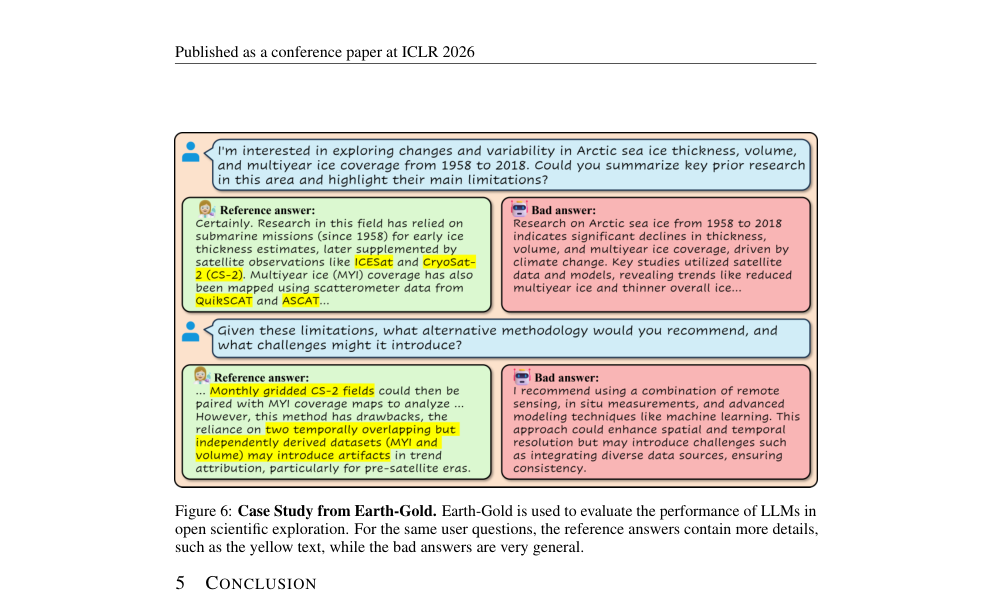 Published as a conference paper at ICLR 2026
I'm interested in exploring changes and variability in Arctic sea ice thickness, volume,
and multiyear ice coverage from 1958 to 2018. Could you summarize key prior research
in this area and highlight their main limitations?
Reference answer:
Certainly. Research in this field has relied on
submarine missions (since 1958) for early ice
thickness estimates, later supplemented by
satellite observations like ICESat and CryoSat-
2 (CS-2). Multiyear ice (MYI) coverage has also
been mapped using scatterometer data from
QuikSCAT and ASCAT...
Bad answer:
Research on Arctic sea ice from 1958 to 2018
indicates significant declines in thickness,
volume, and multiyear ice coverage, driven by
climate change. Key studies utilized satellite
data and models, revealing trends like reduced
multiyear ice and thinner overall ice...
Given these limitations, what alternative methodology would you recommend, and
what challenges might it introduce?
Reference answer:
... Monthly gridded CS-2 fields could then be
paired with MYI coverage maps to analyze ...
However, this method has drawbacks, the
reliance on two temporally overlapping but
independently derived datasets (MYI and
volume) may introduce artifacts in trend
attribution, particularly for pre-satellite eras.
Bad answer:
I recommend using a combination of remote
sensing, in situ measurements, and advanced
modeling techniques like machine learning. This
approach could enhance spatial and temporal
resolution but may introduce challenges such
as integrating diverse data sources, ensuring
consistency.
Figure 6: Case Study from Earth-Gold. Earth-Gold is used to evaluate the performance of LLMs in
open scientific exploration. For the same user questions, the reference answers contain more details,
such as the yellow text, while the bad answers are very general.
5 CONCLUSION